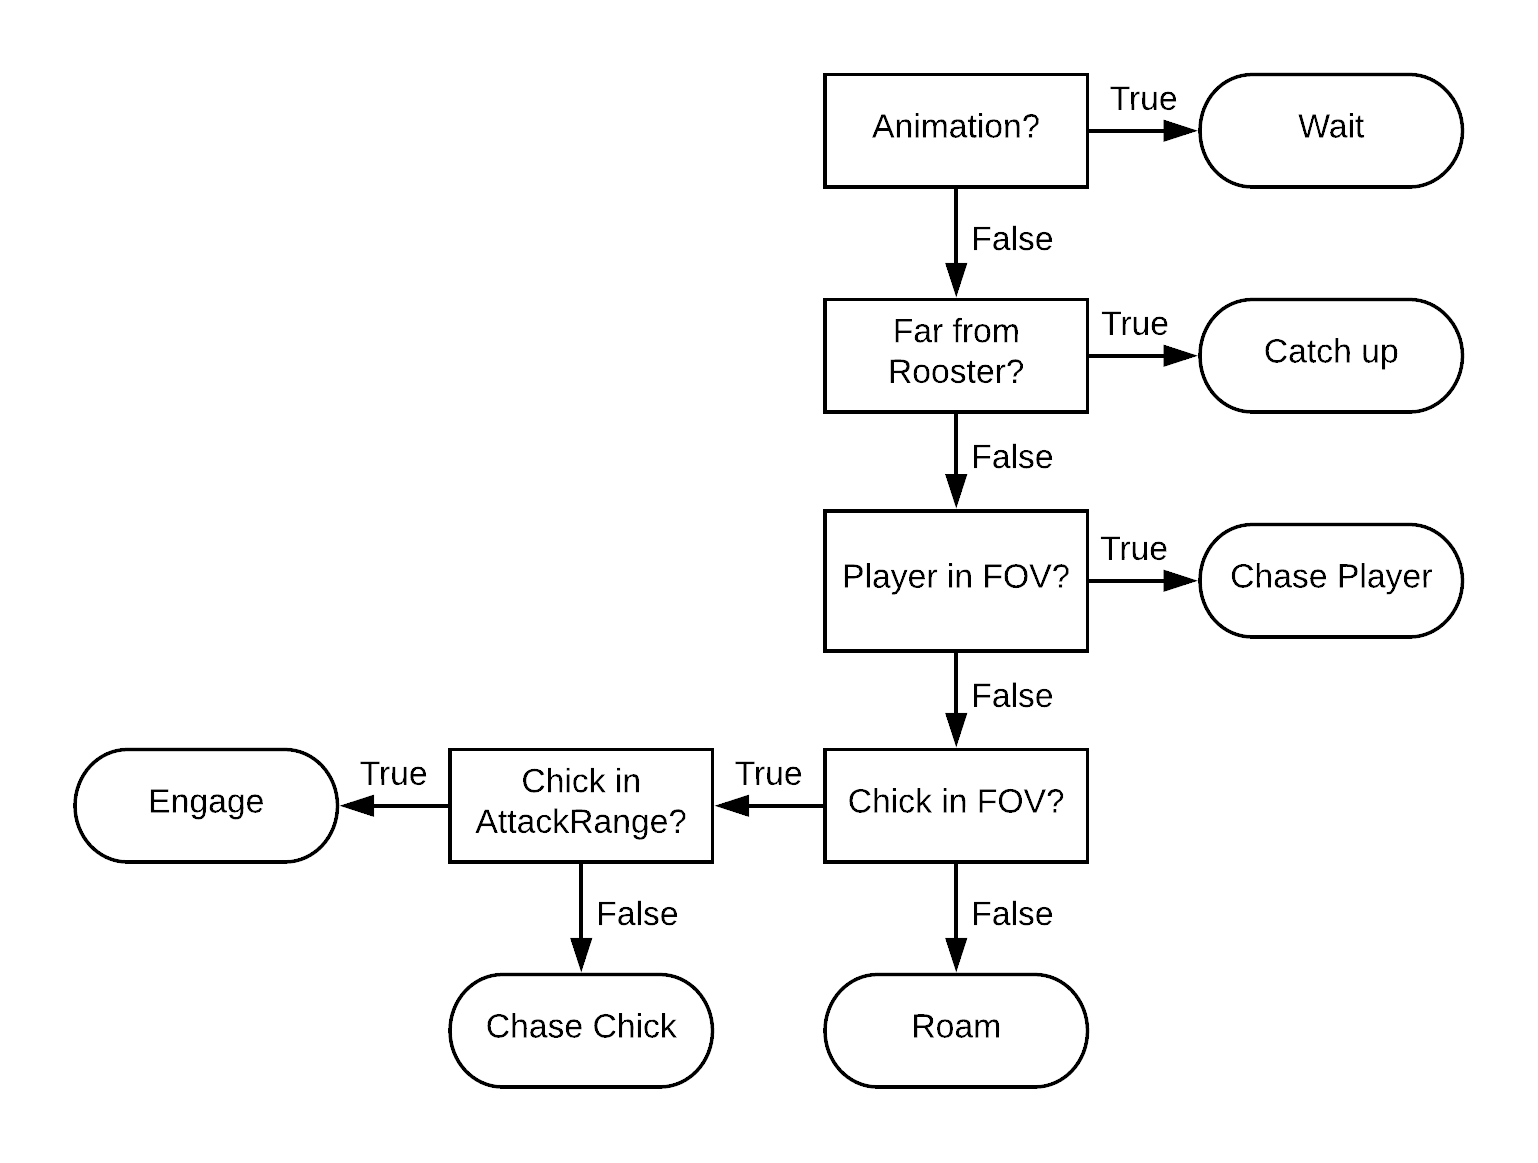 Animation?
True
Wait
False
Far from
Rooster?
True
Catch up
False
Player in FOV?
True
Chase Player
False
Engage
True
Chick in
AttackRange?
True
Chick in FOV?
False
False
Chase Chick
Roam